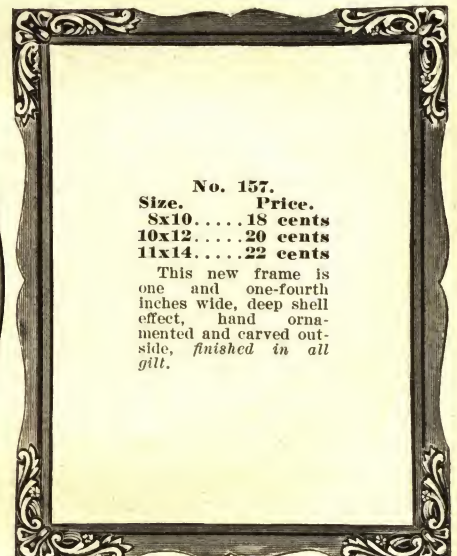 No. 157.
Size. Price.
8x10.....18 cents
10x12.....20 cents
11x14.....22 cents
This new frame is
one and one-fourth
inches wide, deep shell
effect, hand orna-
mented and carved out-
side, finished in all
gilt.